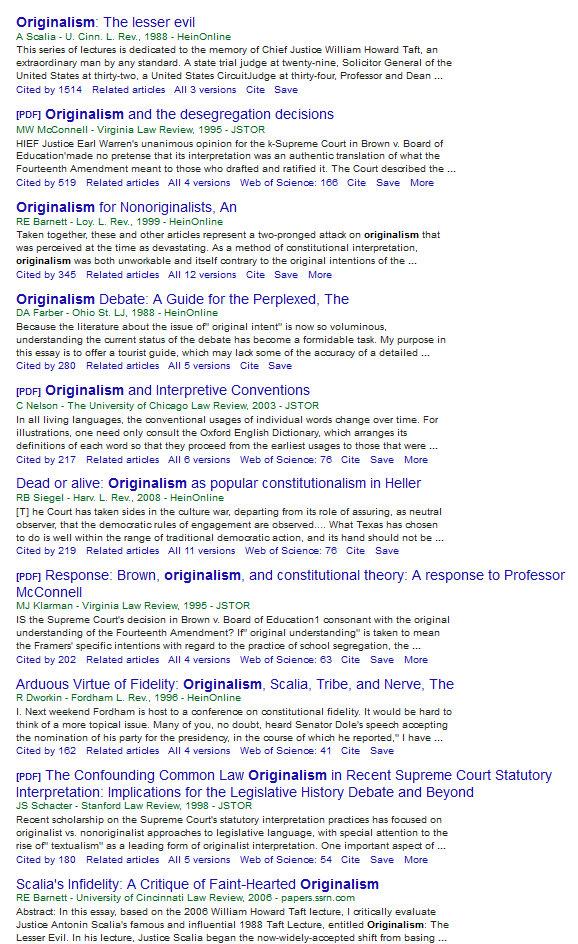 Originalism: The lesser evil
A Scalia - U. Cinn. L. Rev., 1988 - HeinOnline
This series of lectures is dedicated to the memory of Chief Justice William Howard Taft, an
extraordinary man by any standard. A state trial judge at twenty-nine, Solicitor General of the
United States at thirty-two, a United States CircuitJudge at thirty-four, Professor and Dean ...
Cited by 1514 Related articles All 3 versions Cite Save
[PDF] Originalism and the desegregation decisions
MW McConnell - Virginia Law Review, 1995 - JSTOR
HIEF Justice Earl Warren's unanimous opinion for the k-Supreme Court in Brown v. Board of
Education'made no pretense that its interpretation was an authentic translation of what the
Fourteenth Amendment meant to those who drafted and ratified it. The Court described the ...
Cited by 519 Related articles All 4 versions Web of Science: 166 Cite Save More
Originalism for Nonoriginalists, An
RE Barnett - Loy. L. Rev., 1999 - HeinOnline
Taken together, these and other articles represent a two-pronged attack on originalism that
was perceived at the time as devastating. As a method of constitutional interpretation,
originalism was both unworkable and itself contrary to the original intentions of the ...
Cited by 345 Related articles All 12 versions Cite Save More
Originalism Debate: A Guide for the Perplexed, The
DA Farber - Ohio St. LJ, 1988 - HeinOnline
Because the literature about the issue of" original intent" is now so voluminous,
understanding the current status of the debate has become a formidable task. My purpose in
this essay is to offer a tourist guide, which may lack some of the accuracy of a detailed ...
Cited by 280 Related articles All 5 versions Cite Save
[PDF] Originalism and Interpretive Conventions
C Nelson - The University of Chicago Law Review, 2003 - JSTOR
In all living languages, the conventional usages of individual words change over time. For
illustrations, one need only consult the Oxford English Dictionary, which arranges its
definitions of each word so that they proceed from the earliest usages to those that were ...
Cited by 217 Related articles All 6 versions Web of Science: 76 Cite Save More
Dead or alive: Originalism as popular constitutionalism in Heller
RB Siegel - Harv. L. Rev., 2008 - HeinOnline
[T] he Court has taken sides in the culture war, departing from its role of assuring, as neutral
observer, that the democratic rules of engagement are observed.... What Texas has chosen
to do is well within the range of traditional democratic action, and its hand should not be ...
Cited by 219 Related articles All 11 versions Web of Science: 76 Cite Save
[PDF] Response: Brown, originalism, and constitutional theory: A response to Professor
McConnell
MJ Klarman - Virginia Law Review, 1995 - JSTOR
IS the Supreme Court's decision in Brown v. Board of Education1 consonant with the original
understanding of the Fourteenth Amendment? If" original understanding" is taken to mean
the Framers' specific intentions with regard to the practice of school segregation, the ...
Cited by 202 Related articles All 4 versions Web of Science: 63 Cite Save More
Arduous Virtue of Fidelity: Originalism, Scalia, Tribe, and Nerve, The
R Dworkin - Fordham L. Rev., 1996 - HeinOnline
I. Next weekend Fordham is host to a conference on constitutional fidelity. It would be hard to
think of a more topical issue. Many of you, no doubt, heard Senator Dole's speech accepting
the nomination of his party for the presidency, in the course of which he reported," I have ...
Cited by 162 Related articles All 4 versions Web of Science: 41 Cite Save
[PDF] The Confounding Common Law Originalism in Recent Supreme Court Statutory
Interpretation: Implications for the Legislative History Debate and Beyond
JS Schacter - Stanford Law Review, 1998 - JSTOR
Recent scholarship on the Supreme Court's statutory interpretation practices has focused on
originalist vs. nonoriginalist approaches to legislative language, with special attention to the
rise of" textualism" as a leading form of originalist interpretation. One important aspect of ...
Cited by 180 Related articles All 5 versions Web of Science: 54 Cite Save More
Scalia's Infidelity: A Critique of Faint-Hearted Originalism
RE Barnett - University of Cincinnati Law Review, 2006 - papers.ssrn.com
Abstract: In this essay, based on the 2006 William Howard Taft lecture, I critically evaluate
Justice Antonin Scalia's famous and influential 1988 Taft Lecture, entitled Originalism: The
Lesser Evil. In his lecture, Justice Scalia began the now-widely-accepted shift from basing ...